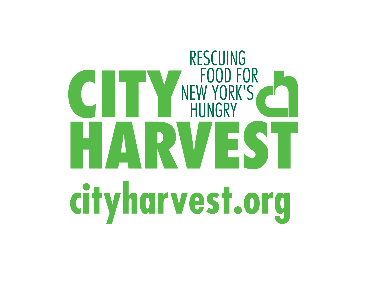 RESCUING
FOOD FOR
NEW YORK'S
HUNGRY
CITY
HARVEST
cityharvest.org